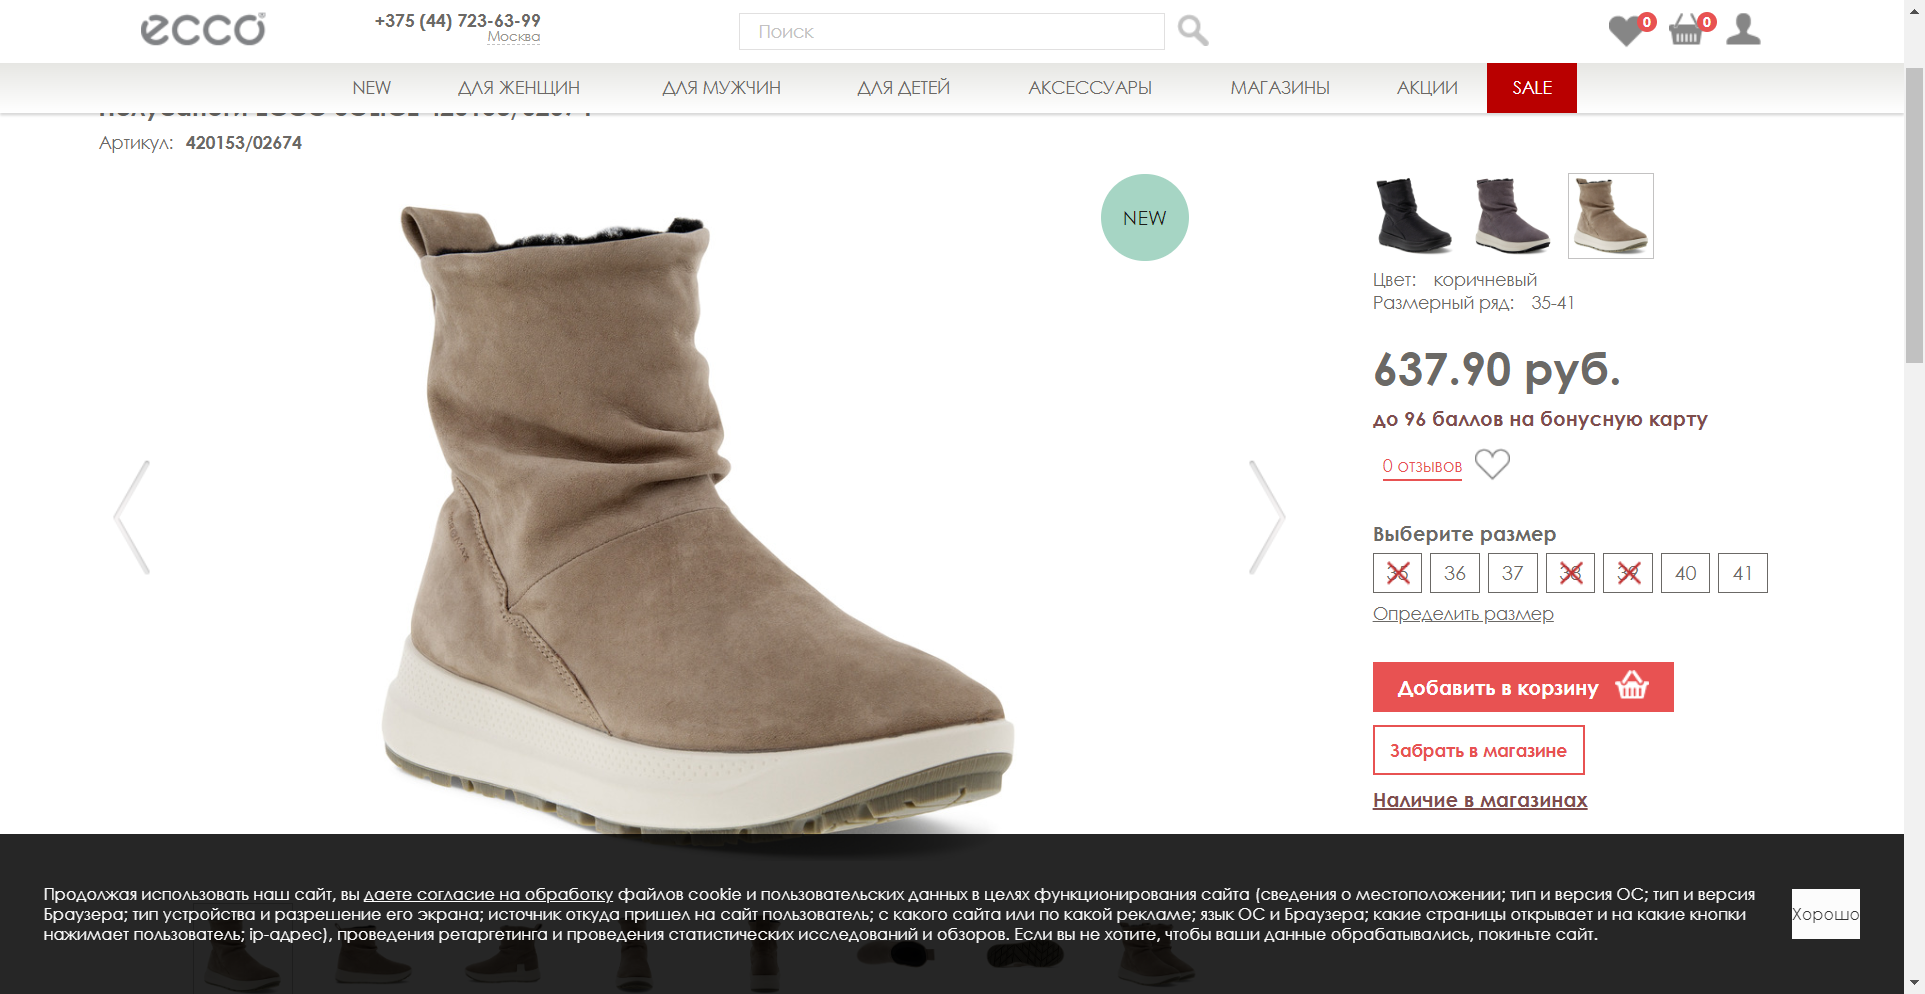 ecco
+375 (44) 723-63-99
Москва
Поиск
0
0
NEW
ДЛЯ ЖЕНЩИН
ДЛЯ МУЖЧИН
ДЛЯ ДЕТЕЙ
АКСЕССУАРЫ
МАГАЗИНЫ
АКЦИИ
SALE
Артикул: 420153/02674
NEW
Цвет: коричневый
Размерный ряд: 35-41
637.90 руб.
до 96 баллов на бонусную карту
0 отзывов
Выберите размер
35 36 37 38 39 40 41
Определить размер
Добавить в корзину
Забрать в магазине
Наличие в магазинах
Продолжая использовать наш сайт, вы даете согласие на обработку файлов cookie и пользовательских данных в целях функционирования сайта (сведения о местоположении; тип и версия ОС; тип и версия
Браузера; тип устройства и разрешение его экрана; источник откуда пришел на сайт пользователь; с какого сайта или по какой рекламе; язык ОС и Браузера; какие страницы открывает и на какие кнопки
нажимает пользователь; ip-адрес), проведения ретаргетинга и проведения статистических исследований и обзоров. Если вы не хотите, чтобы ваши данные обрабатывались, покиньте сайт.
Хорошо